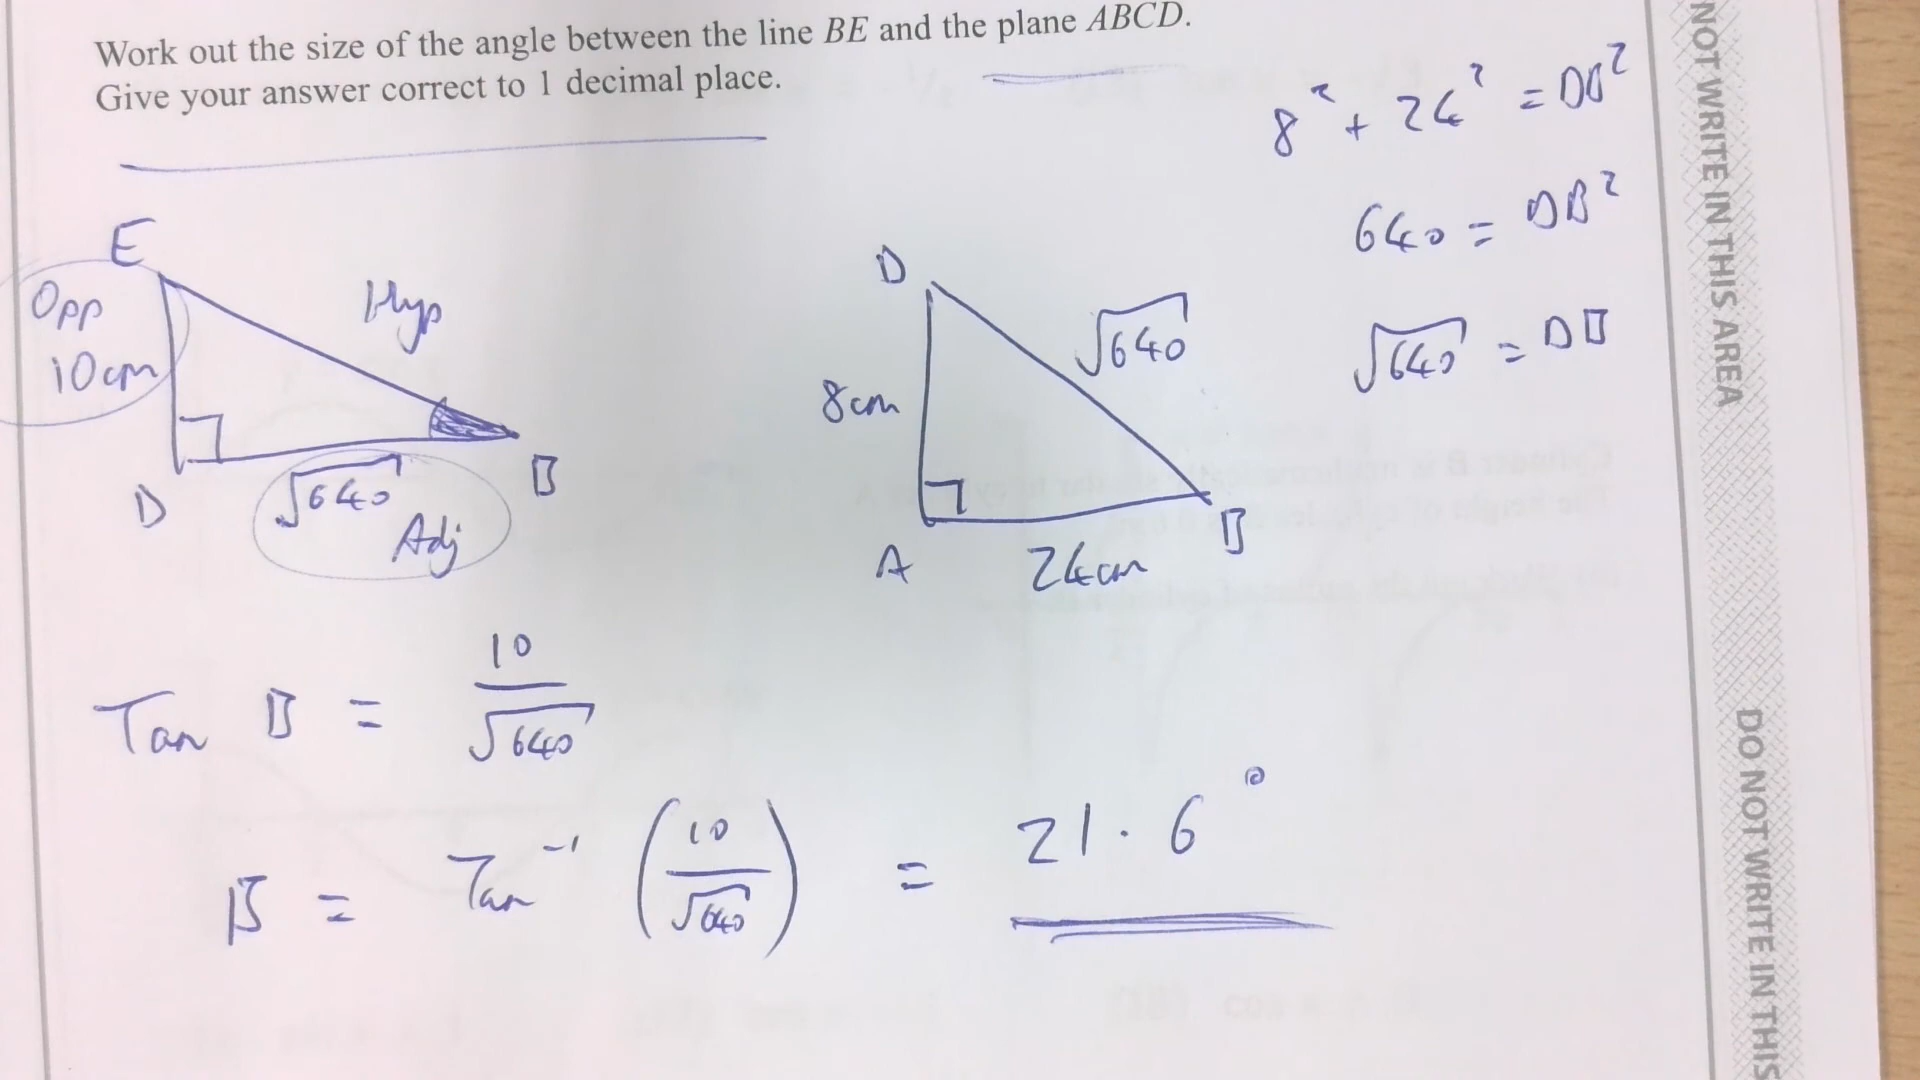 Work out the size of the angle between the line BE and the plane ABCD.
Give your answer correct to 1 decimal place.
8² + 24² = DB²
640 = DB²
√640 = DB
E
Opp
10cm
Hyp
D
√640
Adj
B
D
8cm
√640
A
24cm
B
Tan B = 10/√640
B = Tan⁻¹ (10/√640) = 21.6°
NOT WRITE IN THIS AREA
DO NOT WRITE IN THIS